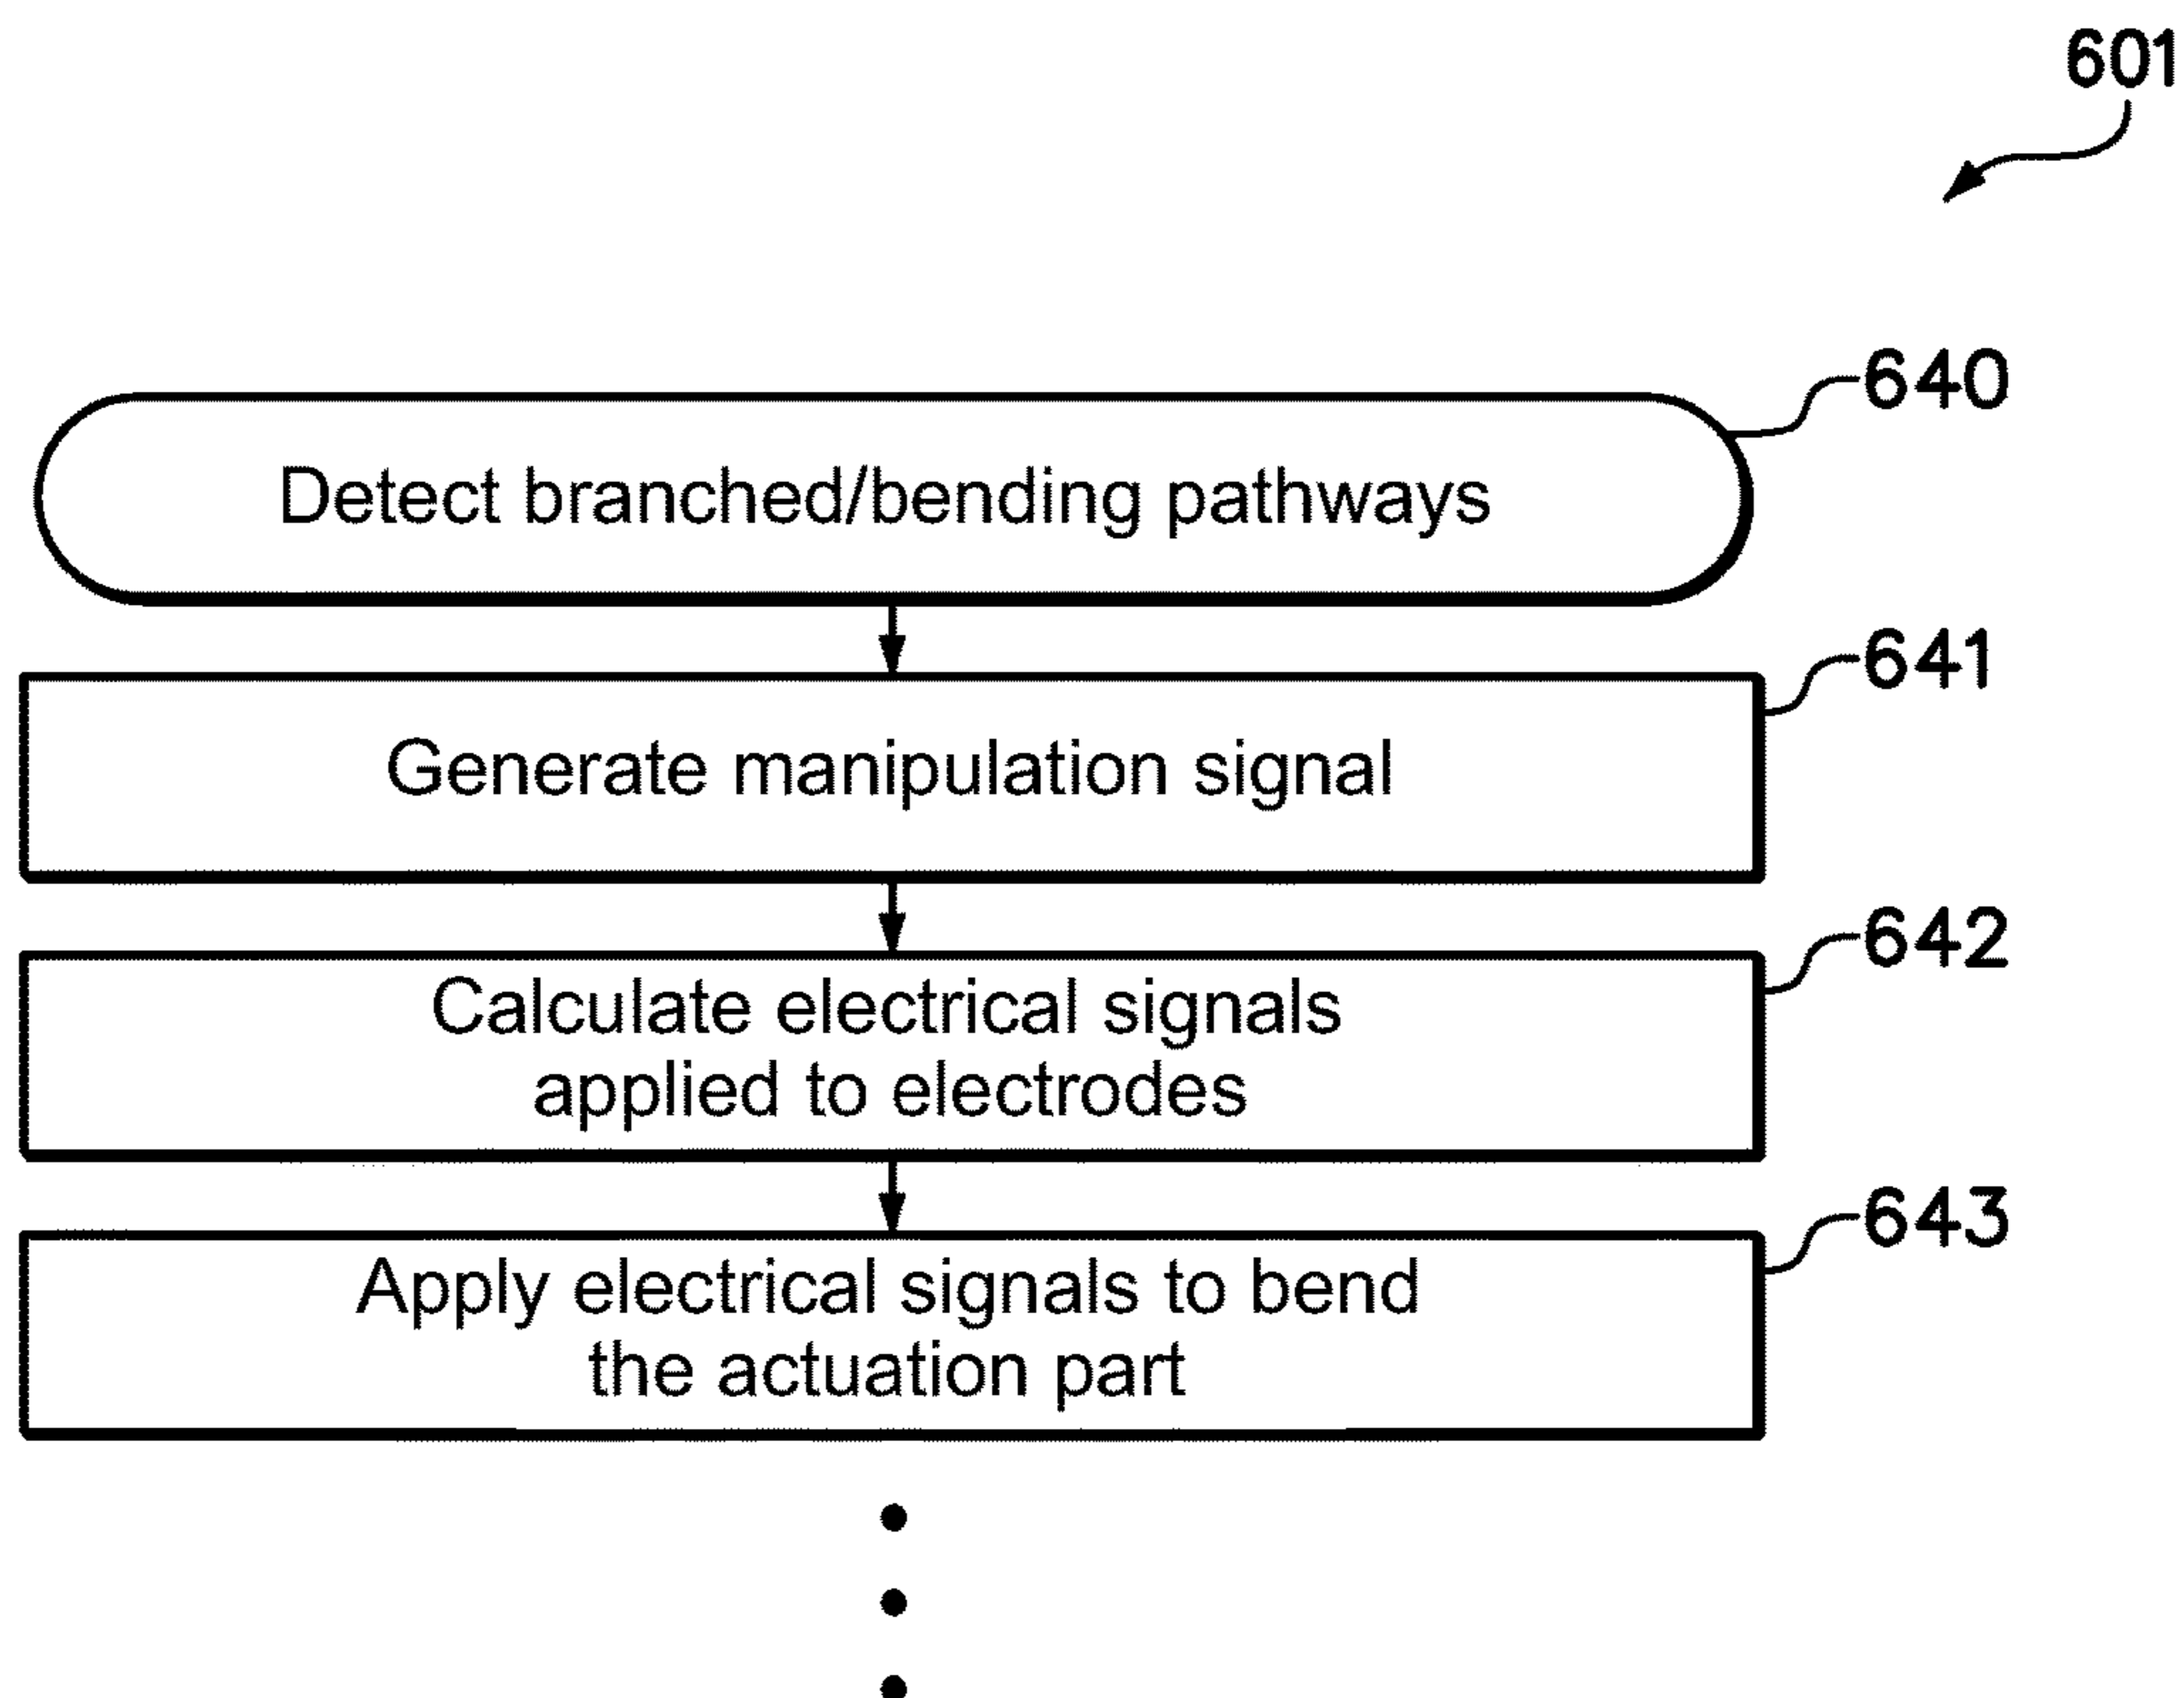 601
640
Detect branched/bending pathways
641
Generate manipulation signal
642
Calculate electrical signals
applied to electrodes
643
Apply electrical signals to bend
the actuation part